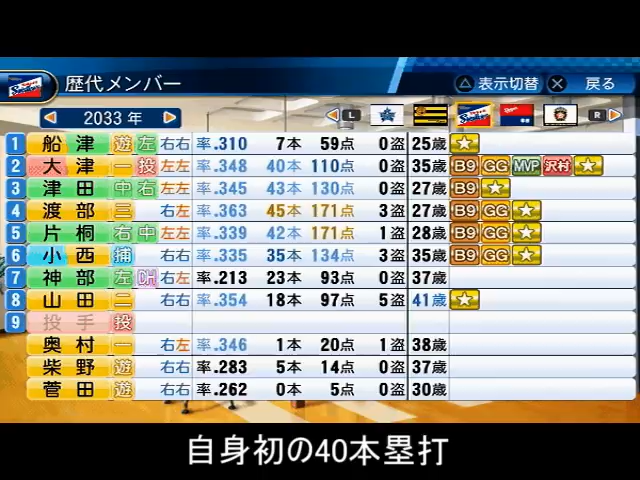 歴代メンバー
△ 表示切替 × 戻る
2033年
L R
1 船津 遊 左 右右 率.310 7本 59点 0盗 25歳
2 大津 一 投 左左 率.348 40本 110点 0盗 35歳 B9 GG MVP 沢村
3 津田 中 右 左左 率.345 43本 130点 0盗 27歳 B9
4 渡部 三 右左 率.363 45本 171点 3盗 27歳 B9 GG
5 片桐 右 中 左左 率.339 42本 171点 1盗 28歳 B9 GG
6 小西 捕 右右 率.335 35本 134点 3盗 35歳 B9 GG
7 神部 左 DH 右左 率.213 23本 93点 0盗 37歳
8 山田 二 右右 率.354 18本 97点 5盗 41歳
9 投手 投
奥村 一 右左 率.346 1本 20点 1盗 38歳
柴野 遊 右右 率.283 5本 14点 0盗 37歳
菅田 遊 右右 率.262 0本 5点 0盗 30歳
自身初の40本塁打